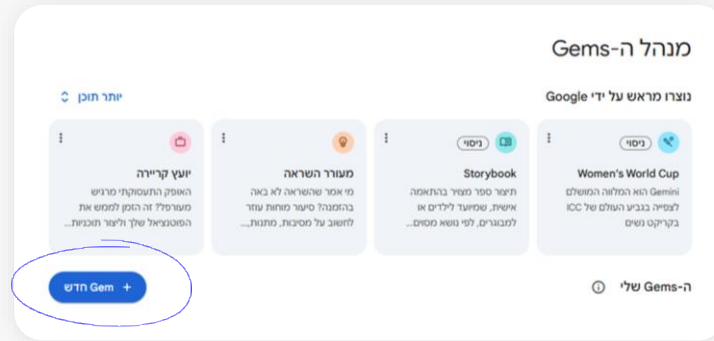 מנהל ה-Gems
נוצרו מראש על ידי Google
יותר תוכן
ניסוי
Women's World Cup
Gemini הוא המלווה המושלם
לצפייה בגביע העולם של ICC
בקריקט נשים
ניסוי
Storybook
תיצור ספר מצויר בהתאמה
אישית, שמיועד לילדים או
למבוגרים, לפי נושא מסוים...
מעורר השראה
מי אמר שהשראה לא באה
בהזמנה? סיעור מוחות עוזר
לחשוב על מסיבות, מתנות,...
יועץ קריירה
האופק התעסוקתי מרגיש
מעורפל? זה הזמן לממש את
הפוטנציאל שלך וליצור תוכניות...
ה-Gems שלי
+ Gem חדש